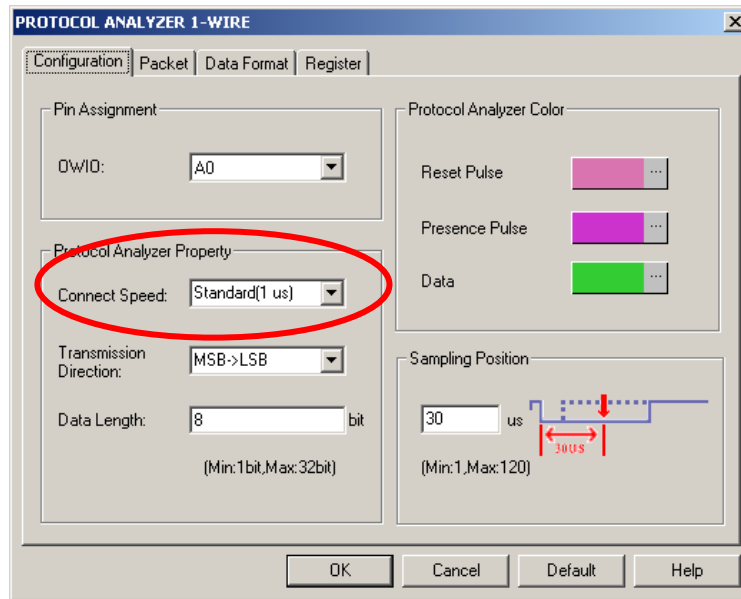 PROTOCOL ANALYZER 1-WIRE
Configuration Packet Data Format Register
Pin Assignment
OWIO: A0
Protocol Analyzer Property
Connect Speed: Standard(1 us)
Transmission
Direction: MSB->LSB
Data Length: 8 bit
(Min:1bit,Max:32bit)
Protocol Analyzer Color
Reset Pulse ...
Presence Pulse ...
Data ...
Sampling Position
30 us
30US
(Min:1,Max:120)
OK Cancel Default Help